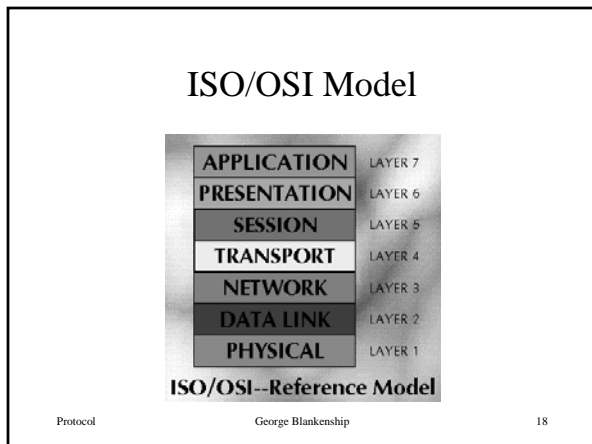 ISO/OSI Model
APPLICATION LAYER 7
PRESENTATION LAYER 6
SESSION LAYER 5
TRANSPORT LAYER 4
NETWORK LAYER 3
DATA LINK LAYER 2
PHYSICAL LAYER 1
ISO/OSI--Reference Model
Protocol George Blankenship 18